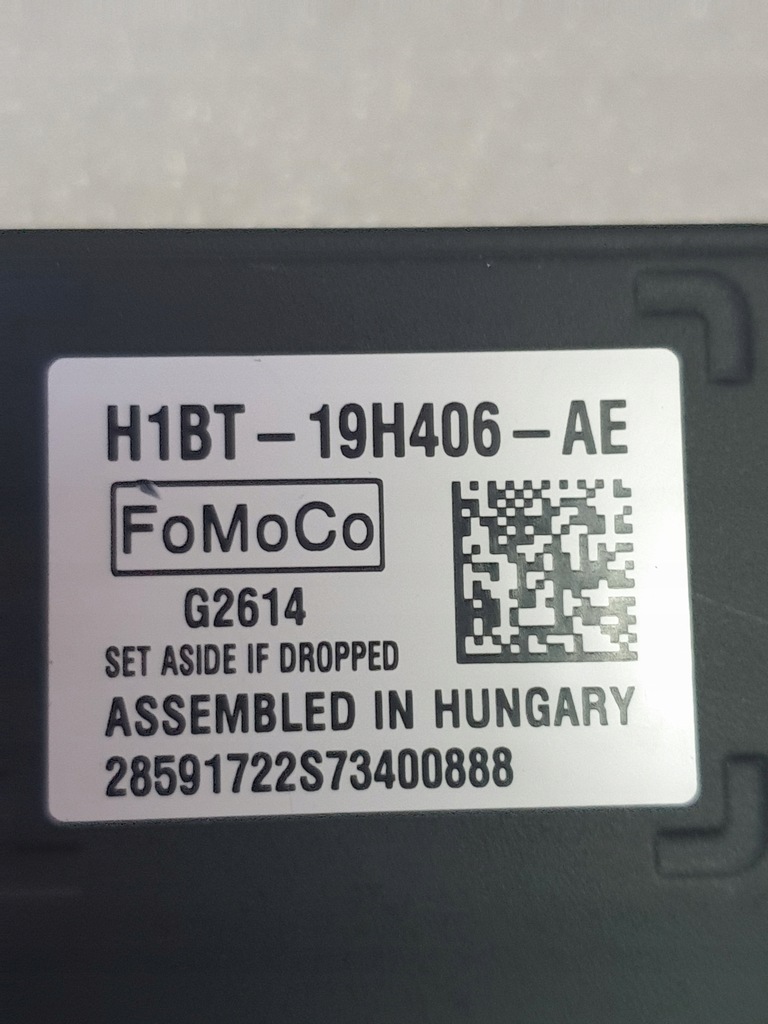 H1BT-19H406-AE
FoMoCo
G2614
SET ASIDE IF DROPPED
ASSEMBLED IN HUNGARY
28591722S73400888